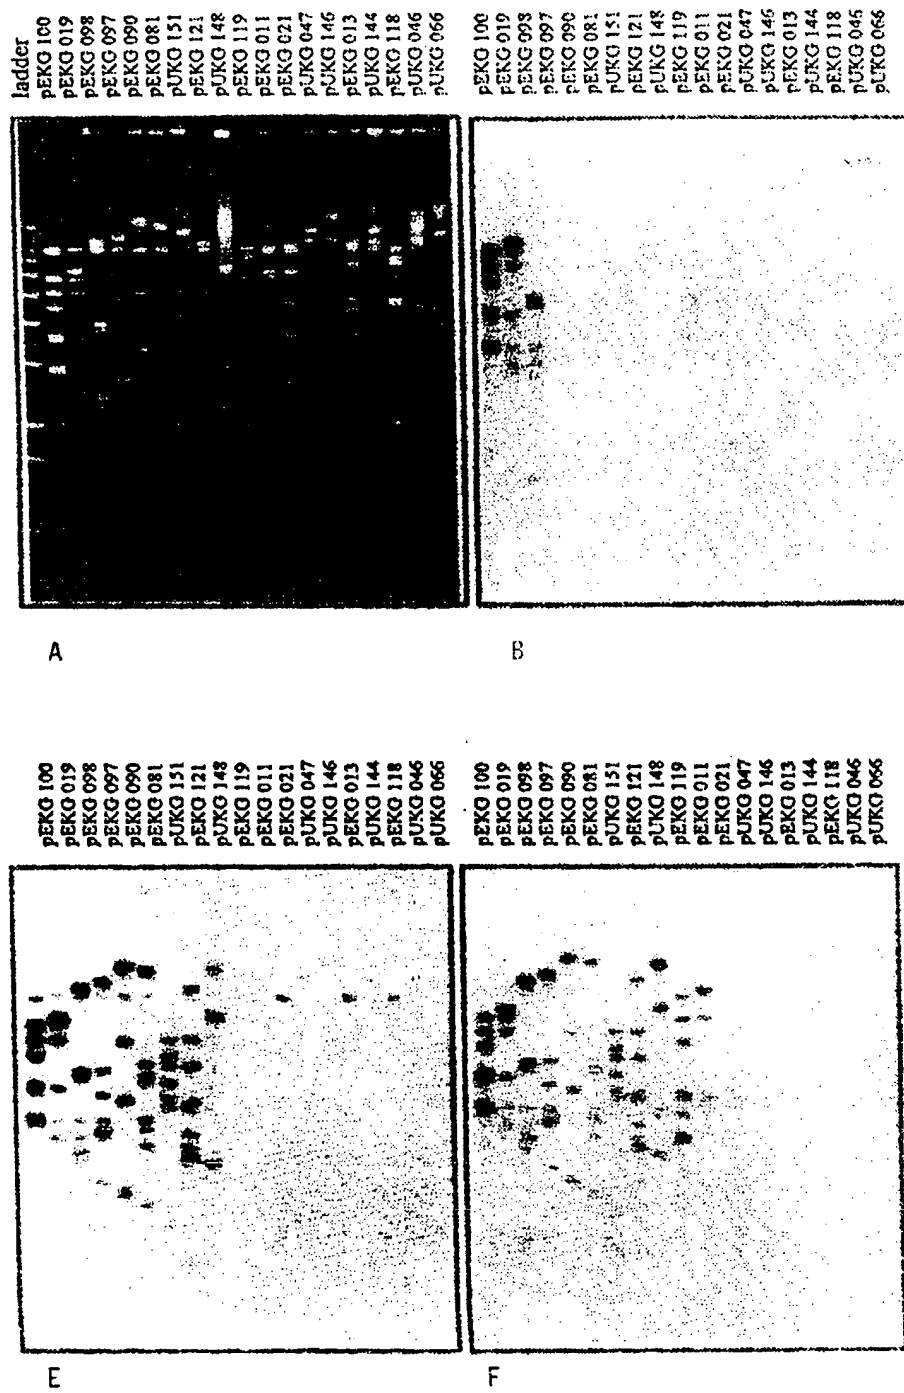 ladder
pEKG 100
pEKG 019
pEKG 098
pEKG 097
pEKG 090
pEKG 081
pUKG 151
pEKG 121
pUKG 148
pEKG 119
pEKG 011
pEKG 021
pUKG 047
pUKG 146
pEKG 013
pUKG 144
pEKG 118
pUKG 046
pUKG 066
A
pEKG 100
pEKG 019
pEKG 098
pEKG 097
pEKG 090
pEKG 081
pUKG 151
pEKG 121
pUKG 148
pEKG 119
pEKG 011
pEKG 021
pUKG 047
pUKG 146
pEKG 013
pUKG 144
pEKG 118
pUKG 046
pUKG 066
B
pEKG 100
pEKG 019
pEKG 098
pEKG 097
pEKG 090
pEKG 081
pUKG 151
pEKG 121
pUKG 148
pEKG 119
pEKG 011
pEKG 021
pUKG 047
pUKG 146
pEKG 013
pUKG 144
pEKG 118
pUKG 046
pUKG 066
E
pEKG 100
pEKG 019
pEKG 098
pEKG 097
pEKG 090
pEKG 081
pUKG 151
pEKG 121
pUKG 148
pEKG 119
pEKG 011
pEKG 021
pUKG 047
pUKG 146
pEKG 013
pUKG 144
pEKG 118
pUKG 046
pUKG 066
F